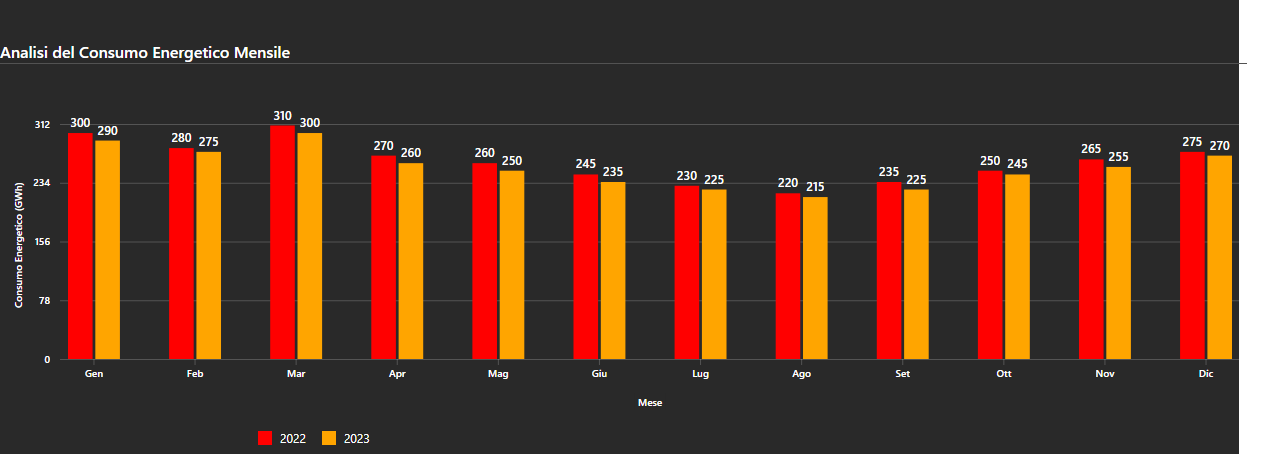 Analisi del Consumo Energetico Mensile
Consumo Energetico (GWh)
312
234
156
78
0
300 290 280 275 310 300 270 260 260 250 245 235 230 225 220 215 235 225 250 245 265 255 275 270
Gen Feb Mar Apr Mag Giu Lug Ago Set Ott Nov Dic
Mese
2022 2023